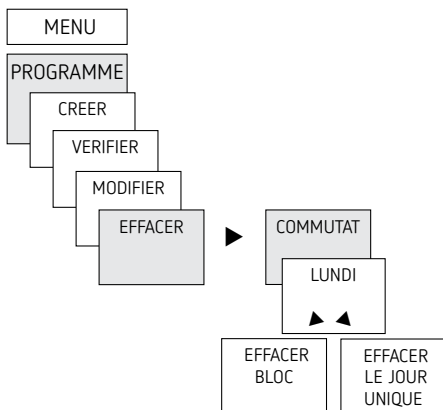 MENU
PROGRAMME
CREER
VERIFIER
MODIFIER
EFFACER
COMMUTAT
LUNDI
EFFACER
BLOC
EFFACER
LE JOUR
UNIQUE